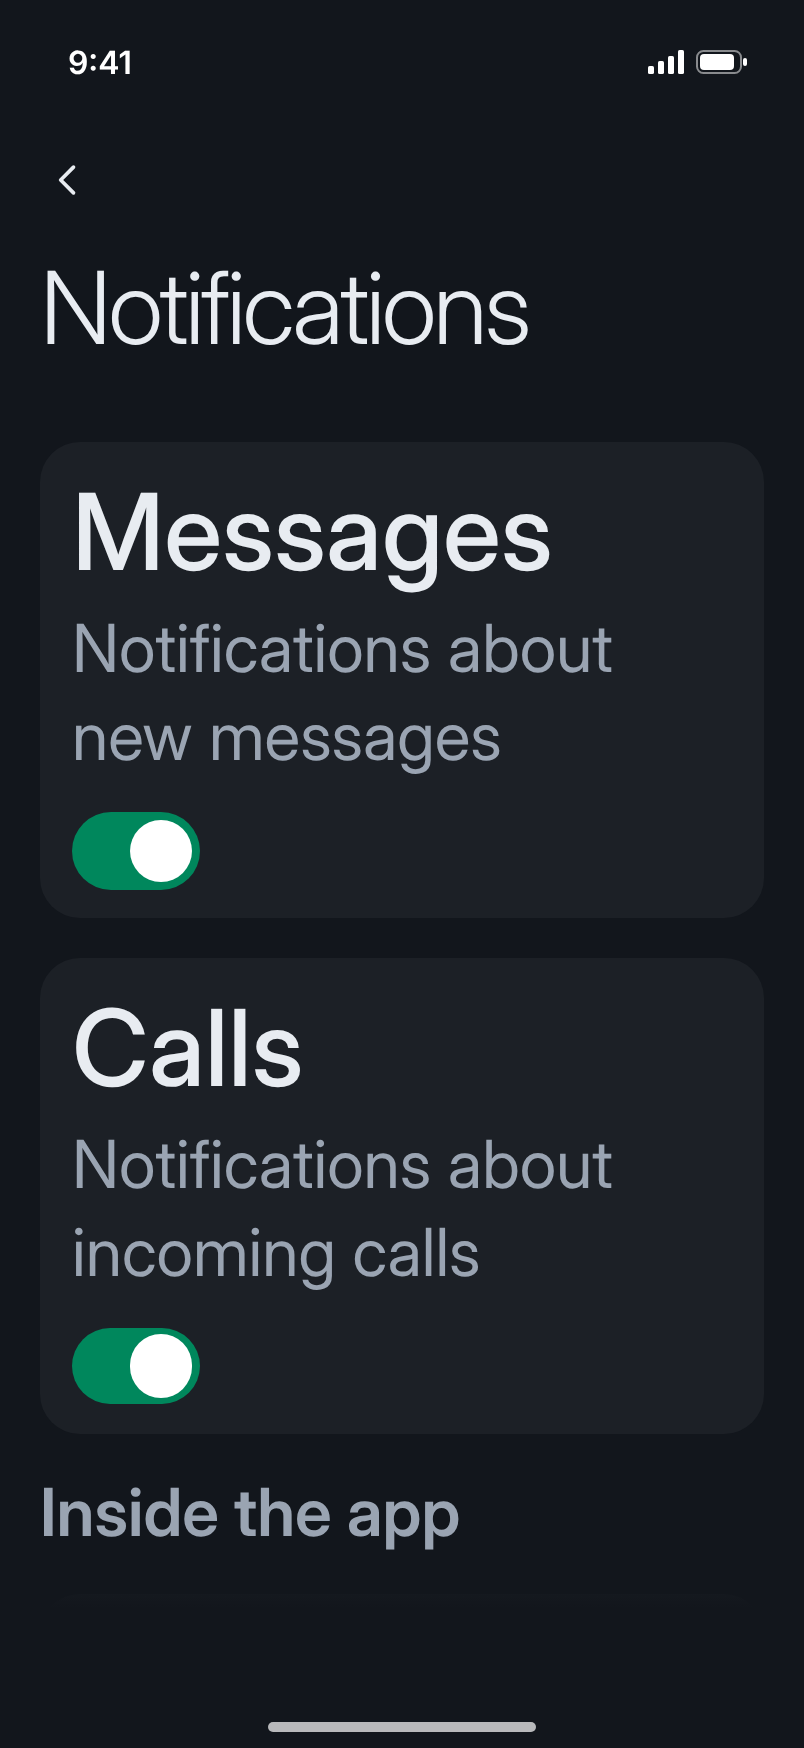 9:41
Notifications
Messages
Notifications about
new messages
Calls
Notifications about
incoming calls
Inside the app